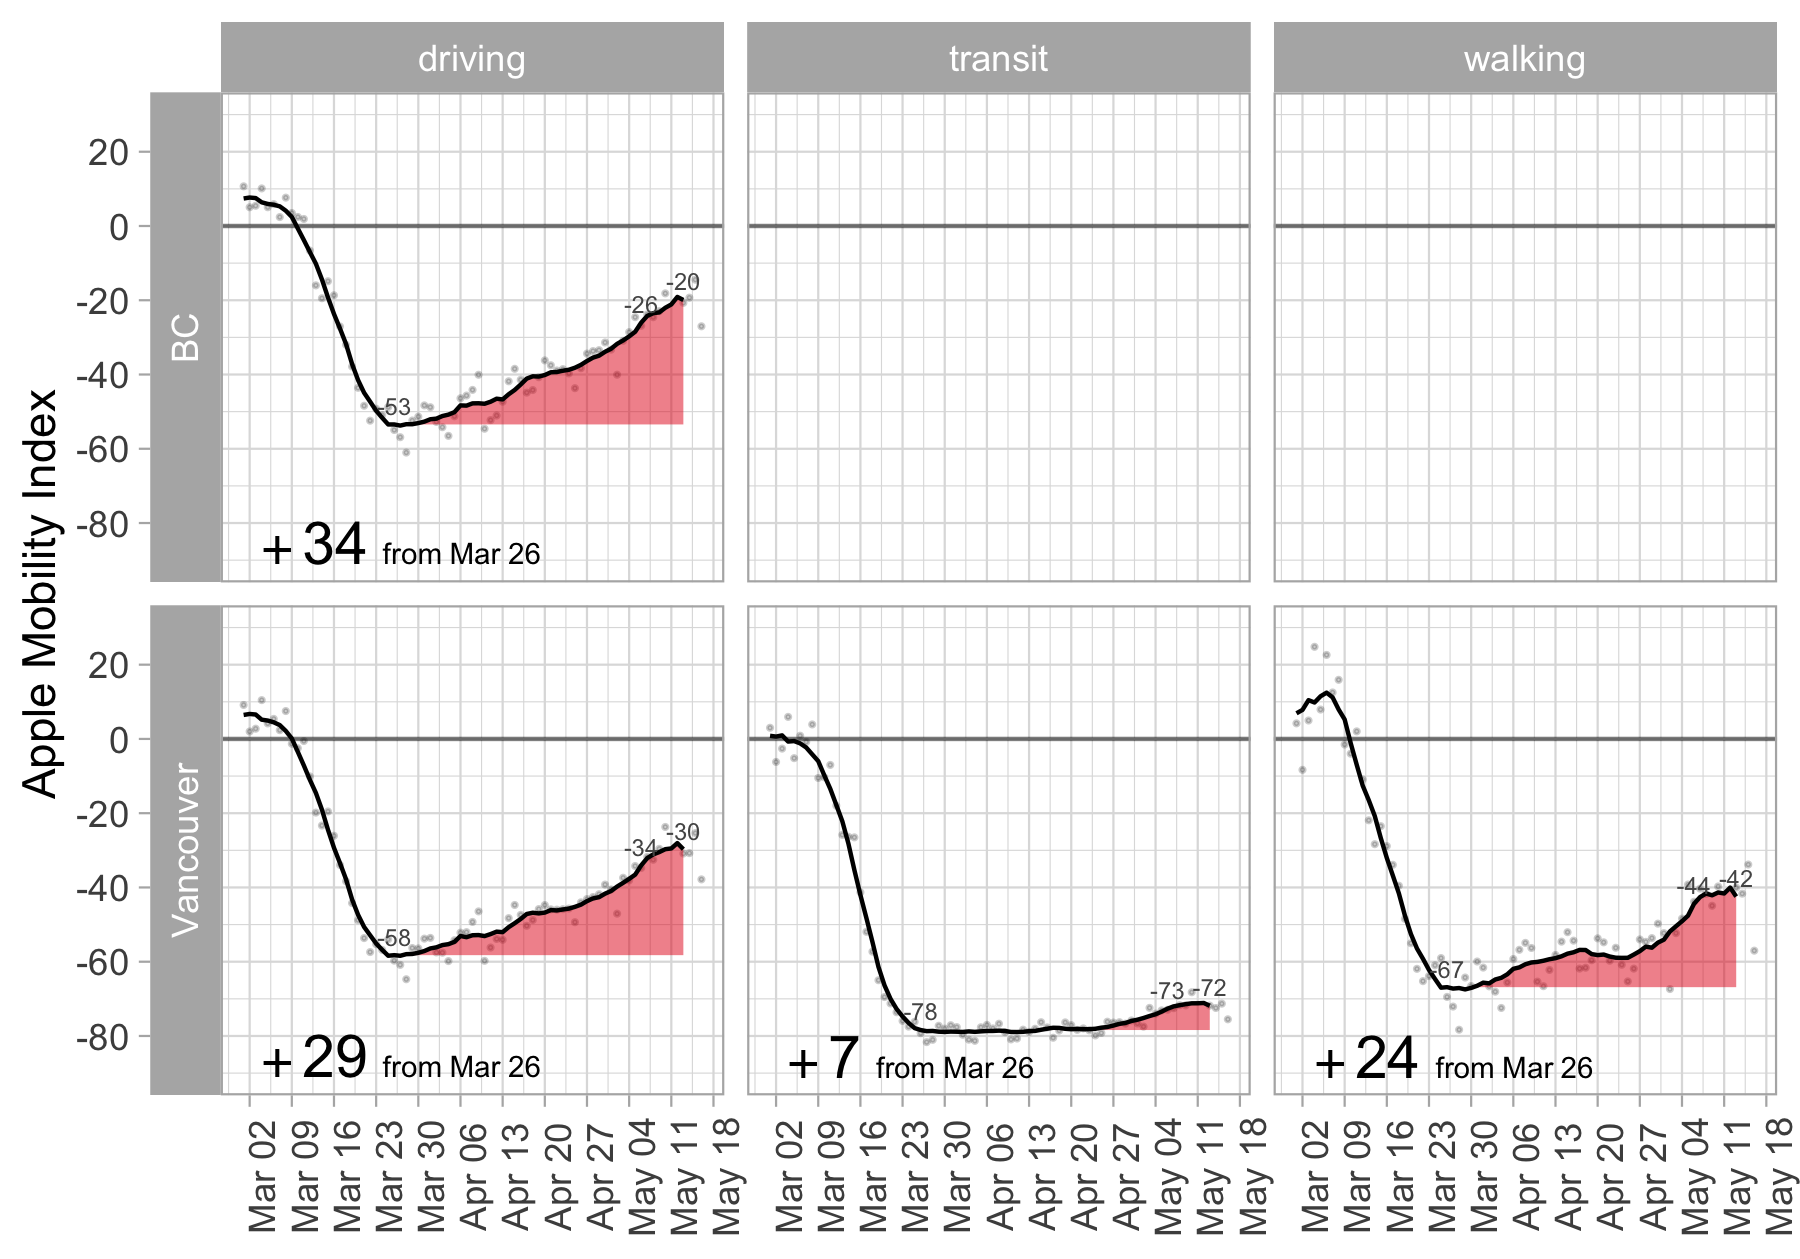 driving
transit
walking
Apple Mobility Index
BC
20
0
-20
-40
-60
-80
-53
-26
-20
+34 from Mar 26
Vancouver
20
0
-20
-40
-60
-80
-58
-34
-30
+29 from Mar 26
-78
-73
-72
+7 from Mar 26
-67
-44
-42
+24 from Mar 26
Mar 02
Mar 09
Mar 16
Mar 23
Mar 30
Apr 06
Apr 13
Apr 20
Apr 27
May 04
May 11
May 18
Mar 02
Mar 09
Mar 16
Mar 23
Mar 30
Apr 06
Apr 13
Apr 20
Apr 27
May 04
May 11
May 18
Mar 02
Mar 09
Mar 16
Mar 23
Mar 30
Apr 06
Apr 13
Apr 20
Apr 27
May 04
May 11
May 18